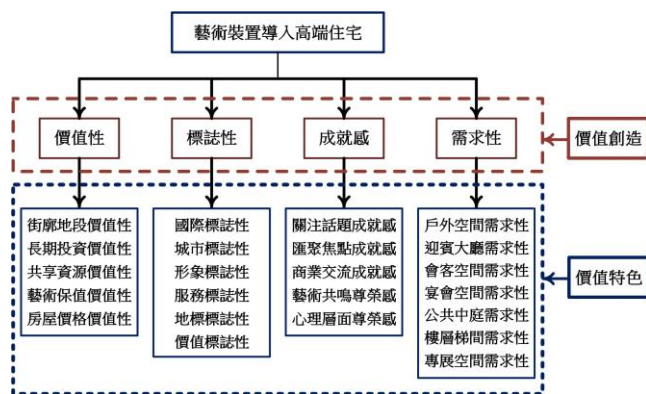 藝術裝置導入高端住宅
價值性
標誌性
成就感
需求性
價值創造
街廓地段價值性
長期投資價值性
共享資源價值性
藝術保值價值性
房屋價格價值性
國際標誌性
城市標誌性
形象標誌性
服務標誌性
地標標誌性
價值標誌性
關注話題成就感
匯聚焦點成就感
商業交流成就感
藝術共鳴尊榮感
心理層面尊榮感
戶外空間需求性
迎賓大廳需求性
會客空間需求性
宴會空間需求性
公共中庭需求性
樓層梯間需求性
專展空間需求性
價值特色